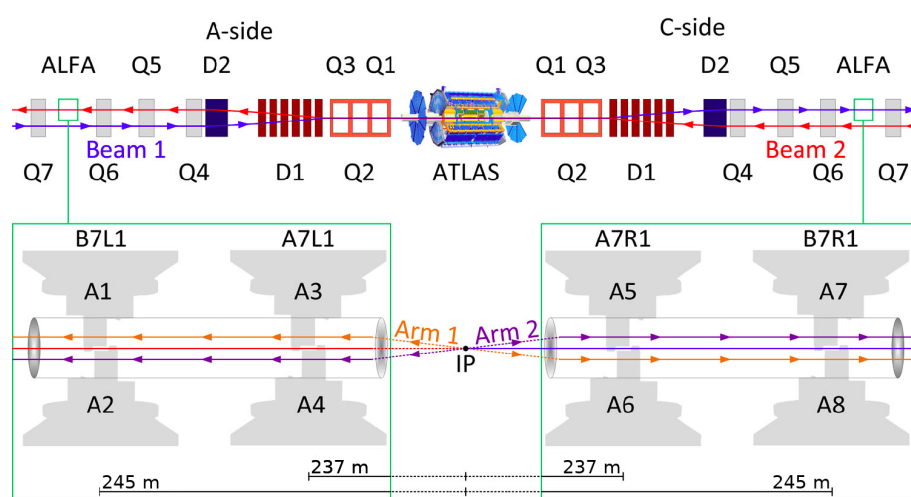 A-side
C-side
ALFA Q5 D2 Q3 Q1 Q1 Q3 D2 Q5 ALFA
Beam 1 Beam 2
Q7 Q6 Q4 D1 Q2 ATLAS Q2 D1 Q4 Q6 Q7
B7L1 A7L1 A7R1 B7R1
A1 A3 A5 A7
Arm 1 Arm 2
IP
A2 A4 A6 A8
237 m 237 m
245 m 245 m